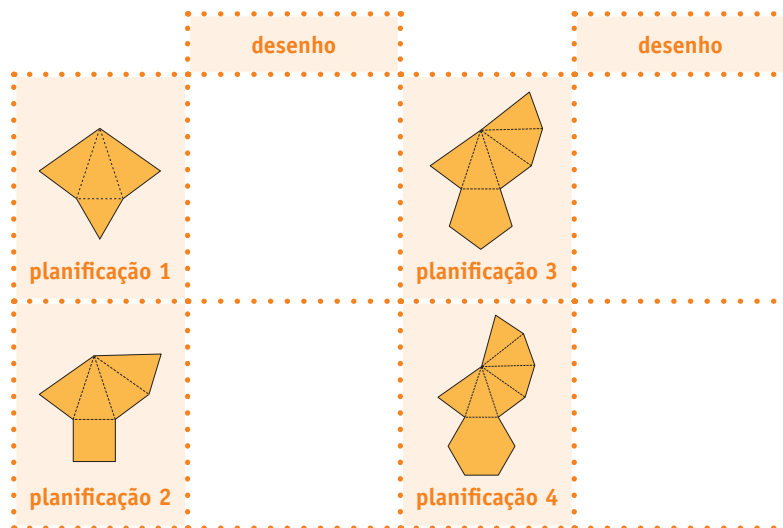 desenho
desenho
planificação 1
planificação 3
planificação 2
planificação 4